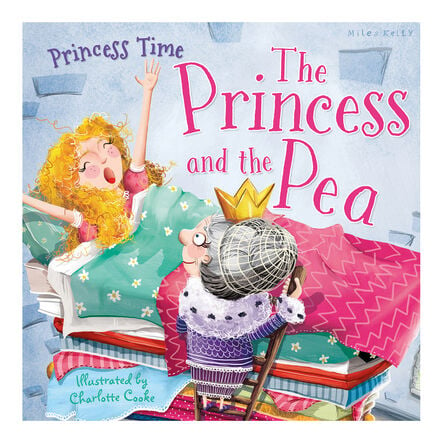 Miles Kelly
Princess Time
The
Princess
and the
Pea
Illustrated by
Charlotte Cooke